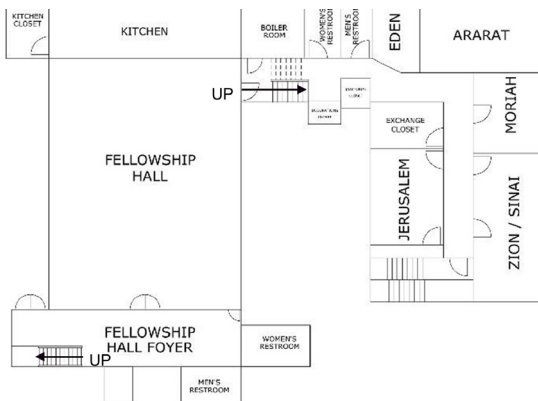 KITCHEN
CLOSET
KITCHEN
BOILER
ROOM
WOMEN'S
RESTROOM
MEN'S
RESTROOM
EDEN
ARARAT
UP
MORIAH
EXCHANGE
CLOSET
FELLOWSHIP
HALL
JERUSALEM
ZION / SINAI
FELLOWSHIP
HALL FOYER
UP
WOMEN'S
RESTROOM
MEN'S
RESTROOM